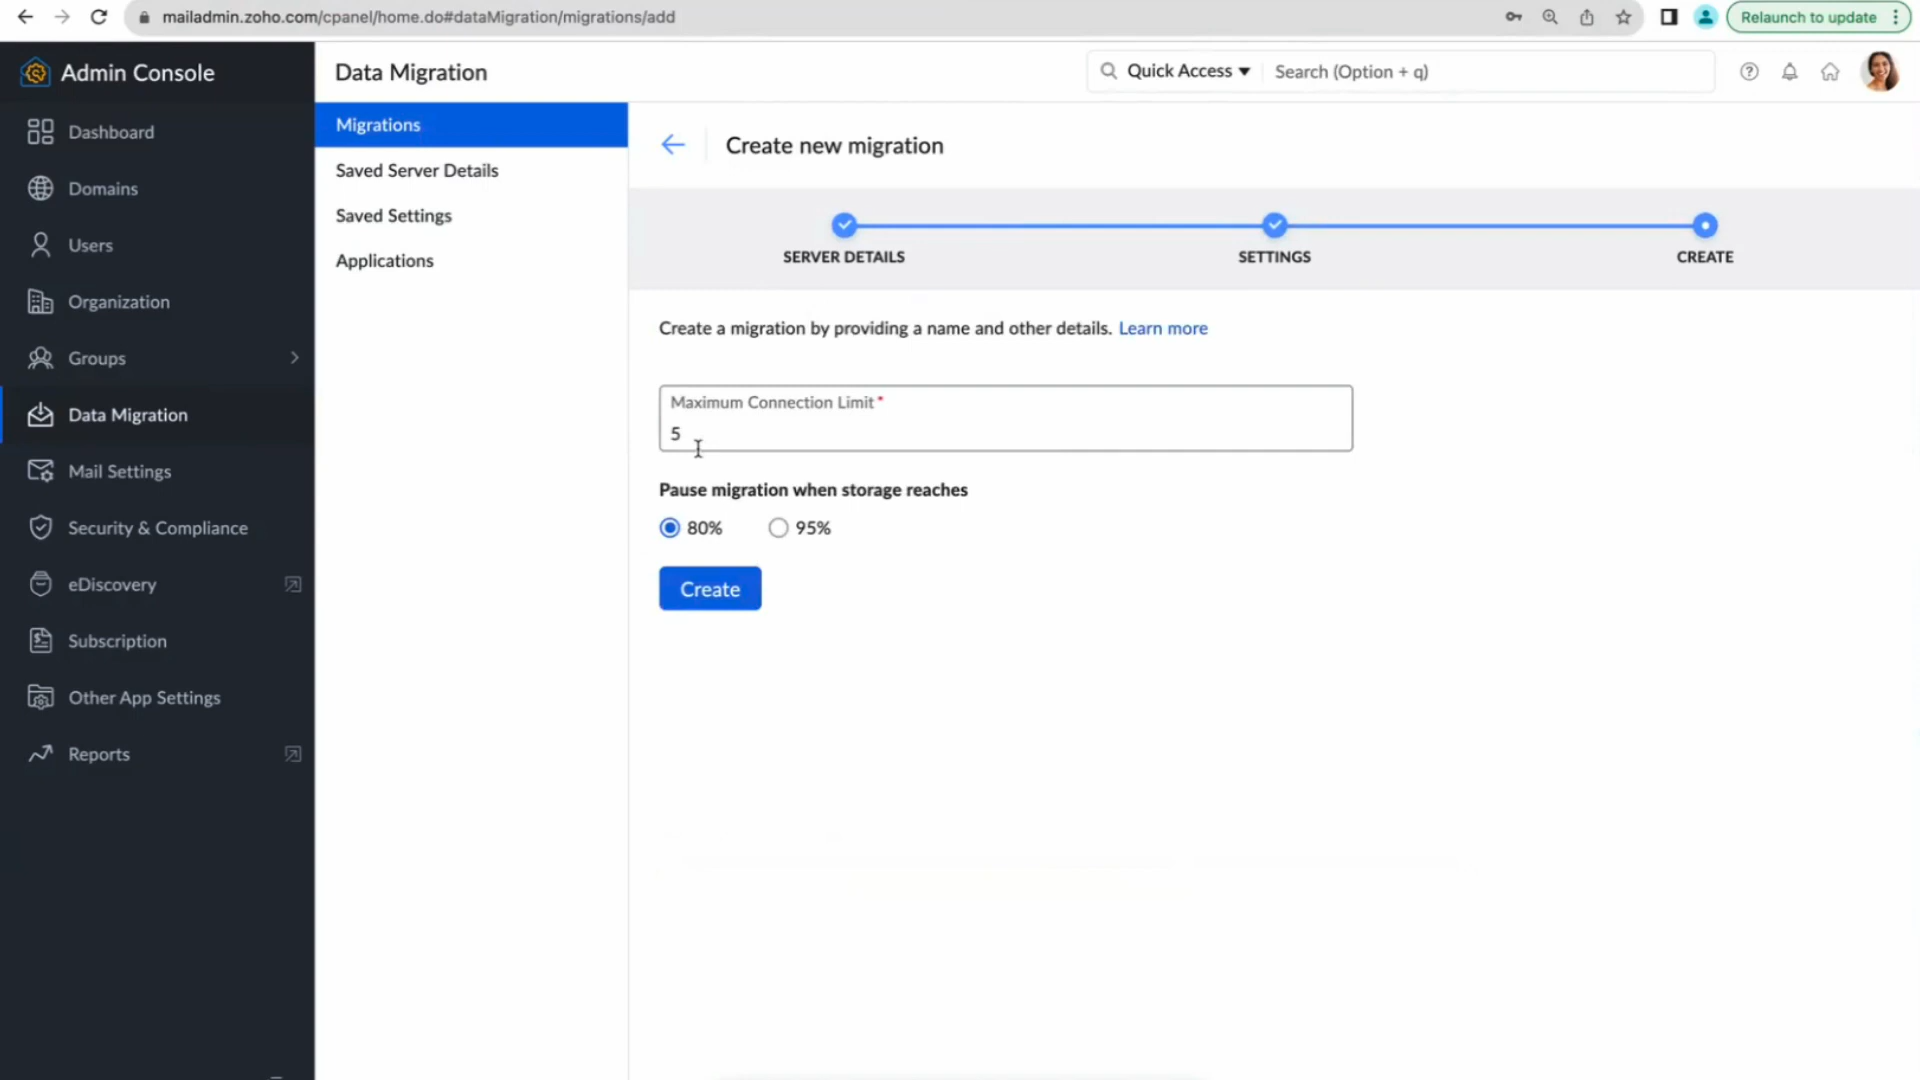 mailadmin.zoho.com/cpanel/home.do#dataMigration/migrations/add
Relaunch to update
Admin Console
Dashboard
Domains
Users
Organization
Groups
Data Migration
Mail Settings
Security & Compliance
eDiscovery
Subscription
Other App Settings
Reports
Data Migration
Migrations
Saved Server Details
Saved Settings
Applications
Quick Access
Search (Option + q)
Create new migration
SERVER DETAILS
SETTINGS
CREATE
Create a migration by providing a name and other details. Learn more
Maximum Connection Limit*
5
Pause migration when storage reaches
80%
95%
Create